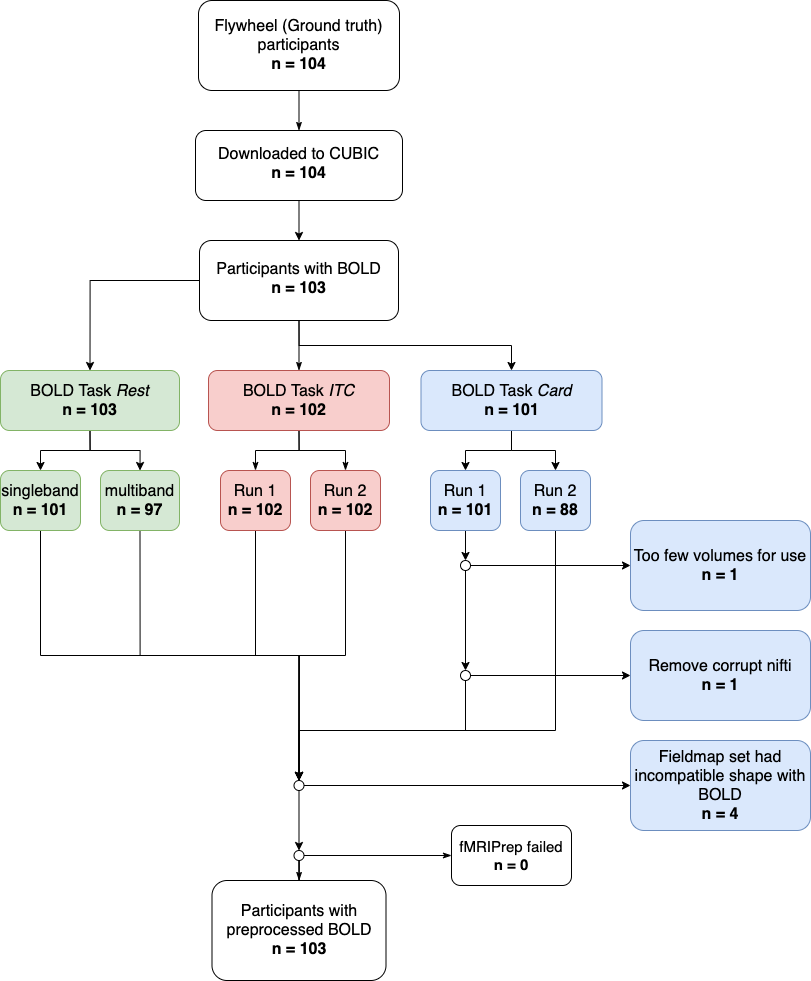 Flywheel (Ground truth)
participants
n = 104
Downloaded to CUBIC
n = 104
Participants with BOLD
n = 103
BOLD Task Rest
n = 103
BOLD Task ITC
n = 102
BOLD Task Card
n = 101
singleband
n = 101
multiband
n = 97
Run 1
n = 102
Run 2
n = 102
Run 1
n = 101
Run 2
n = 88
Too few volumes for use
n = 1
Remove corrupt nifti
n = 1
Fieldmap set had
incompatible shape with
BOLD
n = 4
fMRIPrep failed
n = 0
Participants with
preprocessed BOLD
n = 103